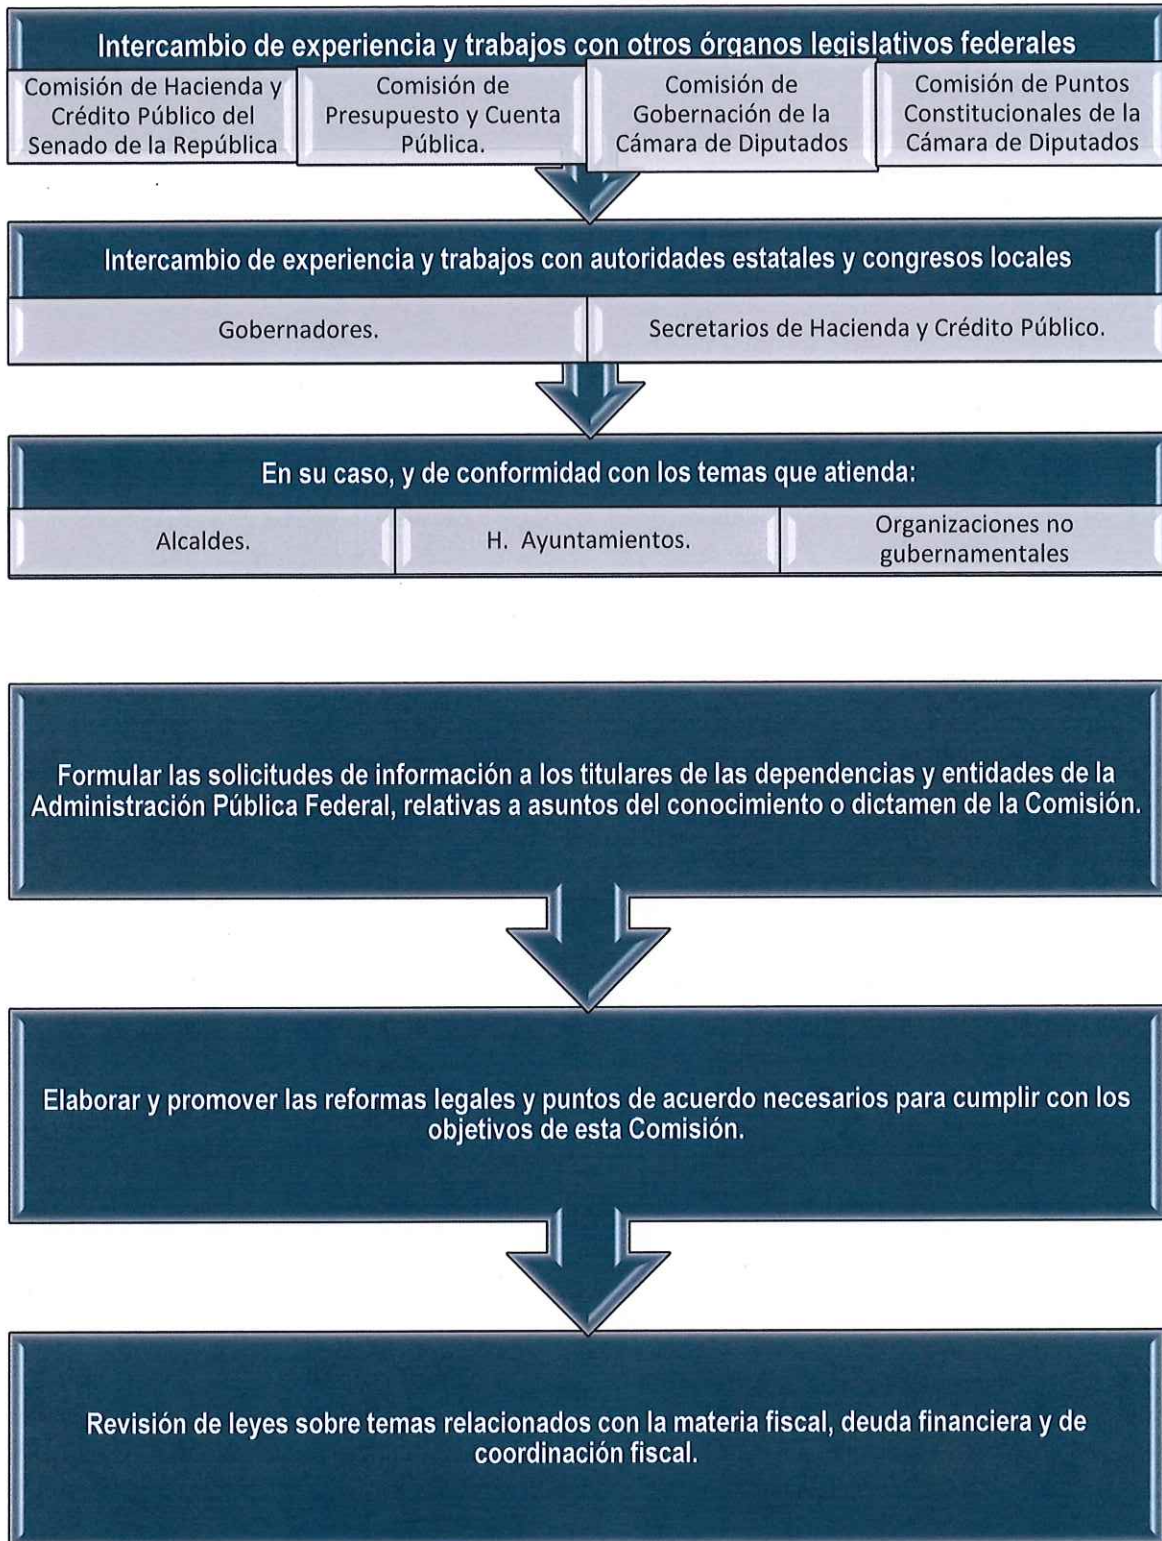 Intercambio de experiencia y trabajos con otros órganos legislativos federales
Comisión de Hacienda y
Crédito Público del
Senado de la República
Comisión de
Presupuesto y Cuenta
Pública.
Comisión de
Gobernación de la
Cámara de Diputados
Comisión de Puntos
Constitucionales de la
Cámara de Diputados
Intercambio de experiencia y trabajos con autoridades estatales y congresos locales
Gobernadores.
Secretarios de Hacienda y Crédito Público.
En su caso, y de conformidad con los temas que atienda:
Alcaldes.
H. Ayuntamientos.
Organizaciones no
gubernamentales
Formular las solicitudes de información a los titulares de las dependencias y entidades de la
Administración Pública Federal, relativas a asuntos del conocimiento o dictamen de la Comisión.
Elaborar y promover las reformas legales y puntos de acuerdo necesarios para cumplir con los
objetivos de esta Comisión.
Revisión de leyes sobre temas relacionados con la materia fiscal, deuda financiera y de
coordinación fiscal.